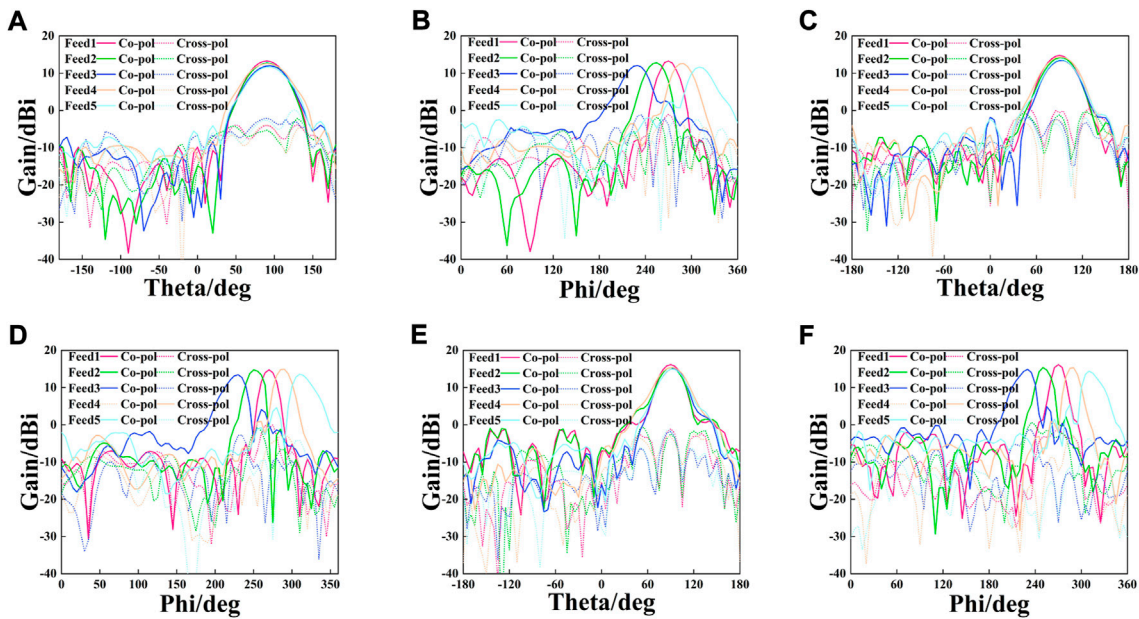 A
Gain/dBi
20
10
0
-10
-20
-30
-40
Feed1 Co-pol Cross-pol
Feed2 Co-pol Cross-pol
Feed3 Co-pol Cross-pol
Feed4 Co-pol Cross-pol
Feed5 Co-pol Cross-pol
-150 -100 -50 0 50 100 150
Theta/deg
B
Gain/dBi
20
10
0
-10
-20
-30
-40
Feed1 Co-pol Cross-pol
Feed2 Co-pol Cross-pol
Feed3 Co-pol Cross-pol
Feed4 Co-pol Cross-pol
Feed5 Co-pol Cross-pol
0 60 120 180 240 300 360
Phi/deg
C
Gain/dBi
20
10
0
-10
-20
-30
-40
Feed1 Co-pol Cross-pol
Feed2 Co-pol Cross-pol
Feed3 Co-pol Cross-pol
Feed4 Co-pol Cross-pol
Feed5 Co-pol Cross-pol
-180 -120 -60 0 60 120 180
Theta/deg
D
Gain/dBi
20
10
0
-10
-20
-30
-40
Feed1 Co-pol Cross-pol
Feed2 Co-pol Cross-pol
Feed3 Co-pol Cross-pol
Feed4 Co-pol Cross-pol
Feed5 Co-pol Cross-pol
0 50 100 150 200 250 300 350
Phi/deg
E
Gain/dBi
20
10
0
-10
-20
-30
-40
Feed1 Co-pol Cross-pol
Feed2 Co-pol Cross-pol
Feed3 Co-pol Cross-pol
Feed4 Co-pol Cross-pol
Feed5 Co-pol Cross-pol
-180 -120 -60 0 60 120 180
Theta/deg
F
Gain/dBi
20
10
0
-10
-20
-30
-40
Feed1 Co-pol Cross-pol
Feed2 Co-pol Cross-pol
Feed3 Co-pol Cross-pol
Feed4 Co-pol Cross-pol
Feed5 Co-pol Cross-pol
0 60 120 180 240 300 360
Phi/deg